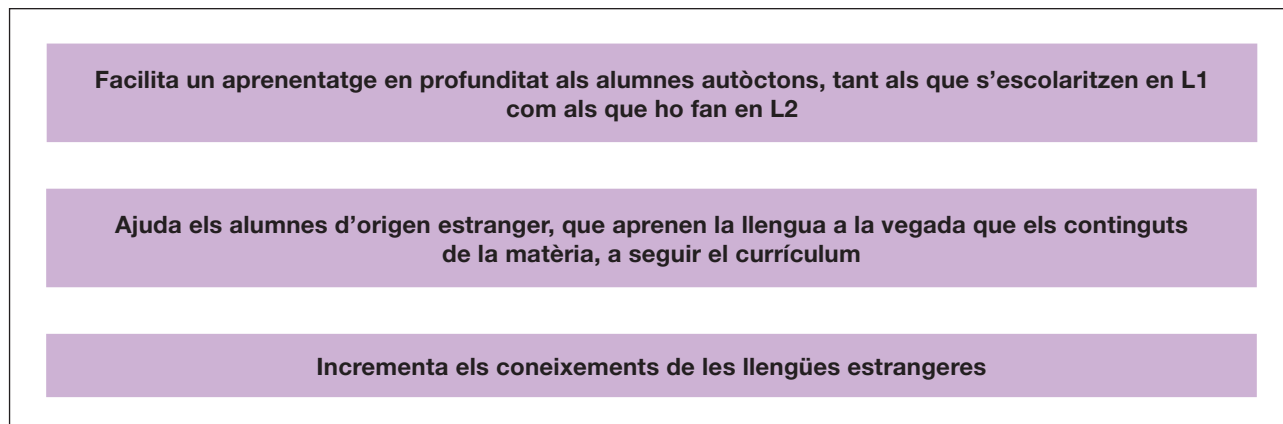 Facilita un aprenentatge en profunditat als alumnes autòctons, tant als que s’escolaritzen en L1
com als que ho fan en L2
Ajuda els alumnes d’origen estranger, que aprenen la llengua a la vegada que els continguts
de la matèria, a seguir el currículum
Incrementa els coneixements de les llengües estrangeres